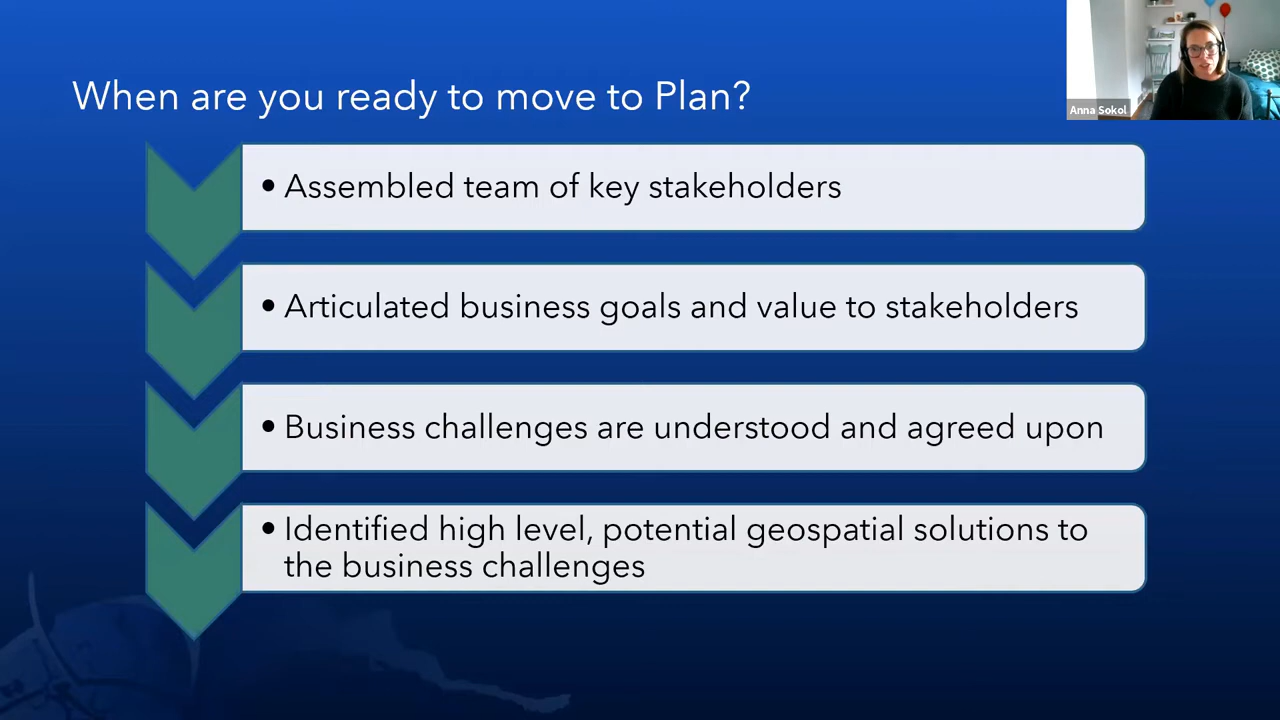 When are you ready to move to Plan?
Anna Sokol
• Assembled team of key stakeholders
• Articulated business goals and value to stakeholders
• Business challenges are understood and agreed upon
• Identified high level, potential geospatial solutions to
the business challenges